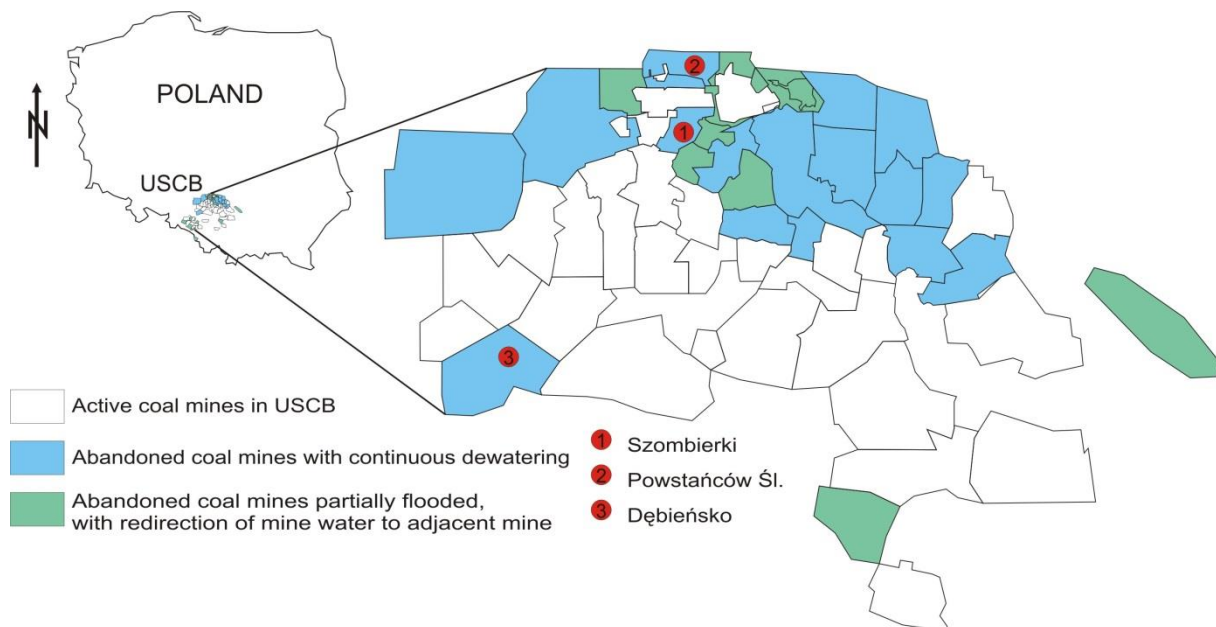 POLAND
N
USCB
2
1
3
Active coal mines in USCB
Abandoned coal mines with continuous dewatering
Abandoned coal mines partially flooded,
with redirection of mine water to adjacent mine
1 Szombierki
2 Powstańców Śl.
3 Dębieńsko